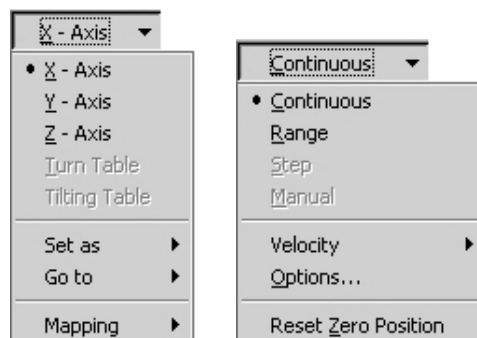 X - Axis
X - Axis
Y - Axis
Z - Axis
Turn Table
Tilting Table
Set as
Go to
Mapping
Continuous
Continuous
Range
Step
Manual
Velocity
Options...
Reset Zero Position